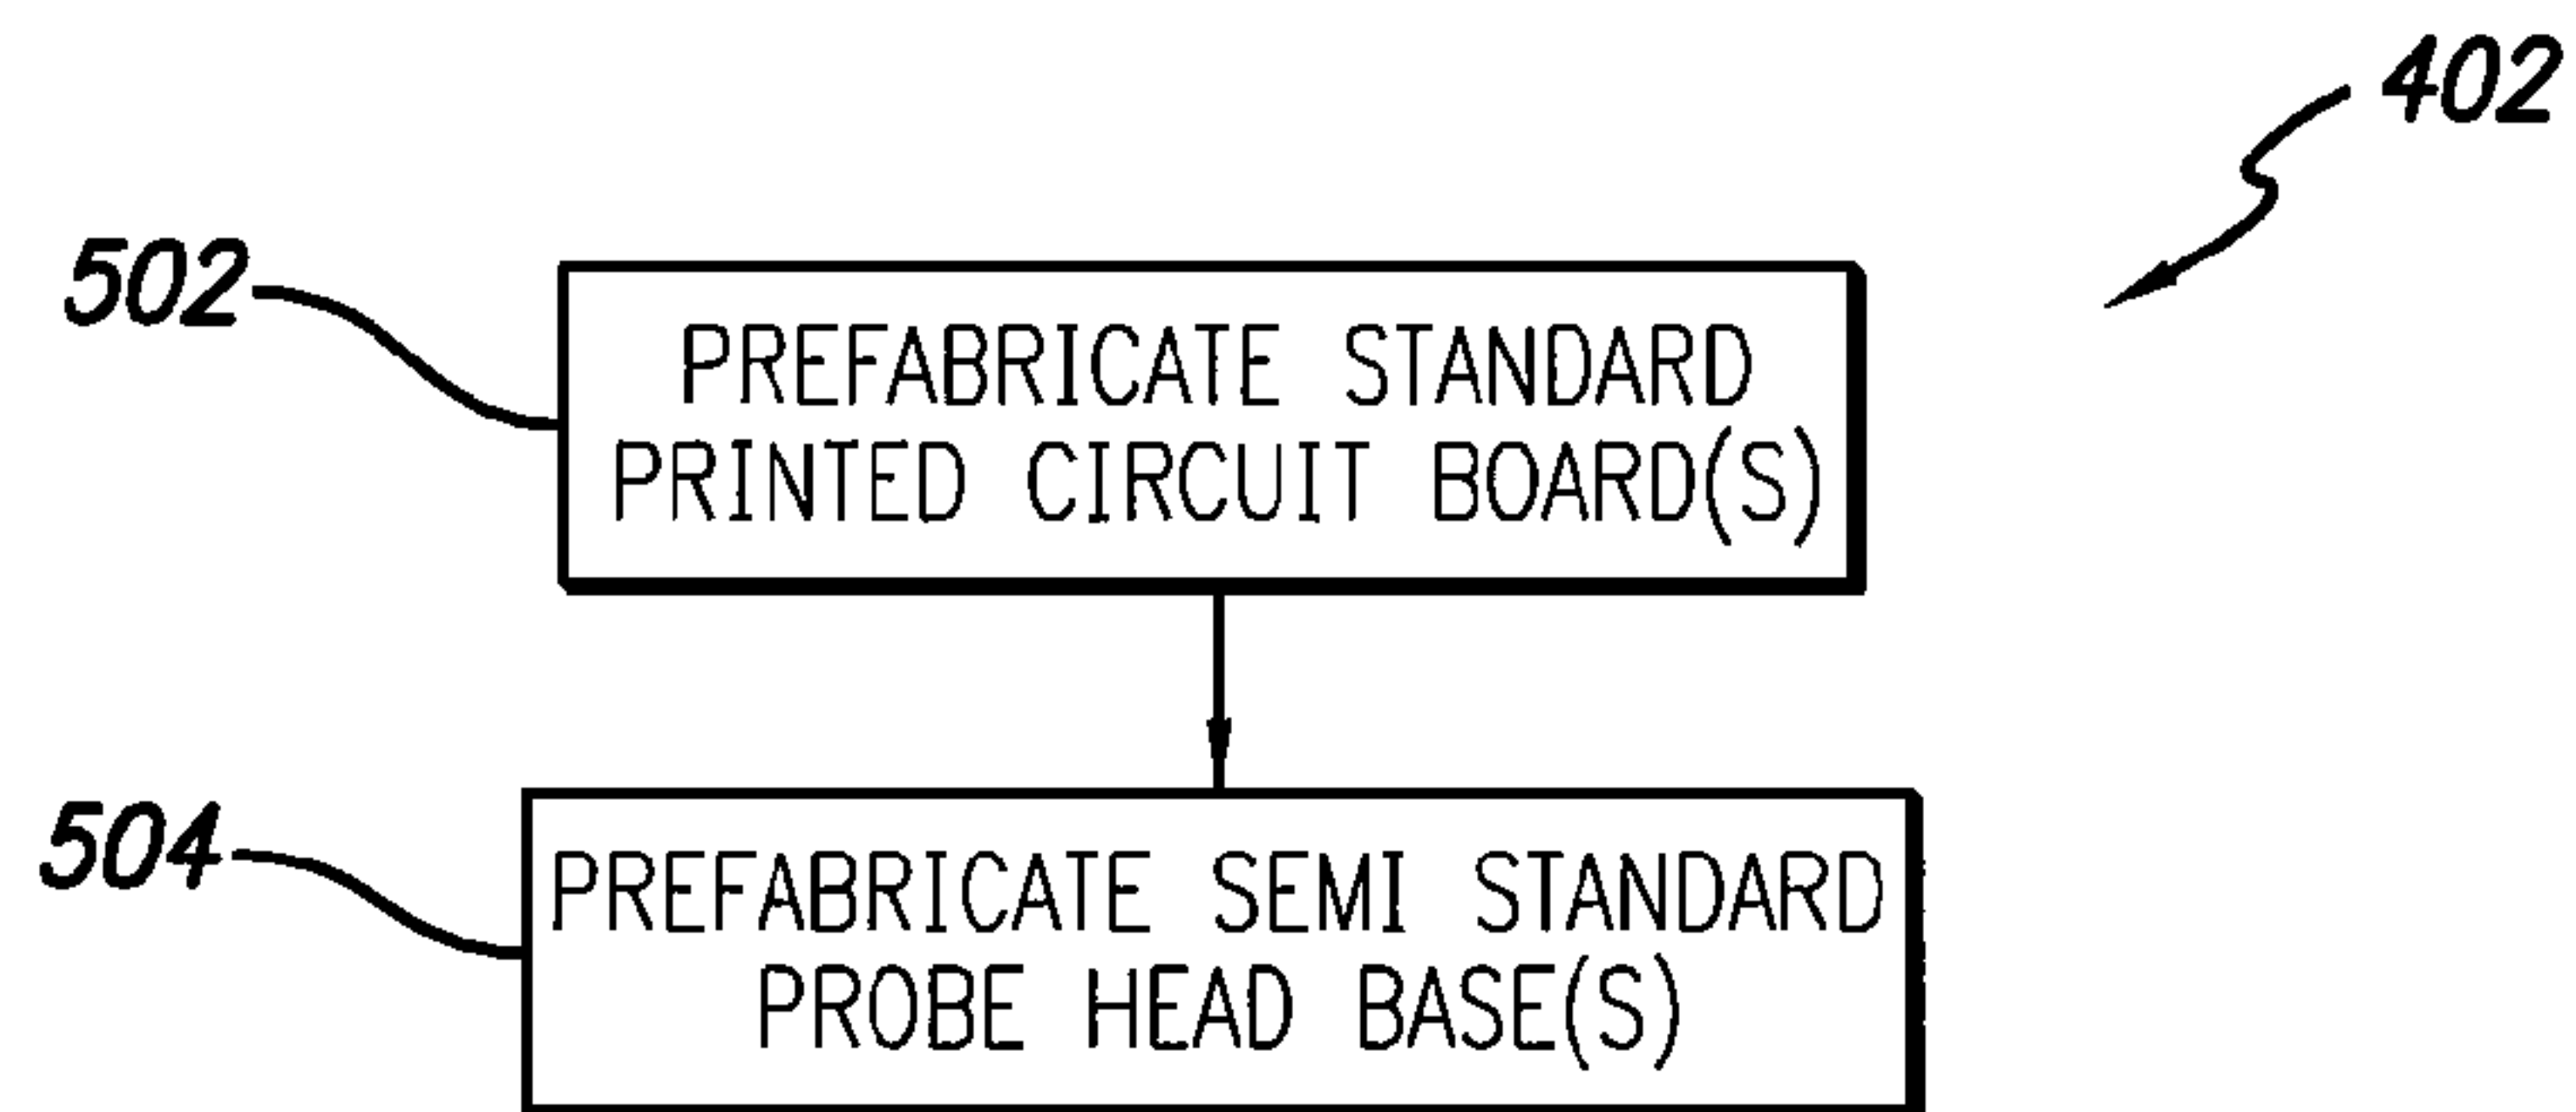 402
502
PREFABRICATE STANDARD
PRINTED CIRCUIT BOARD(S)
504
PREFABRICATE SEMI STANDARD
PROBE HEAD BASE(S)